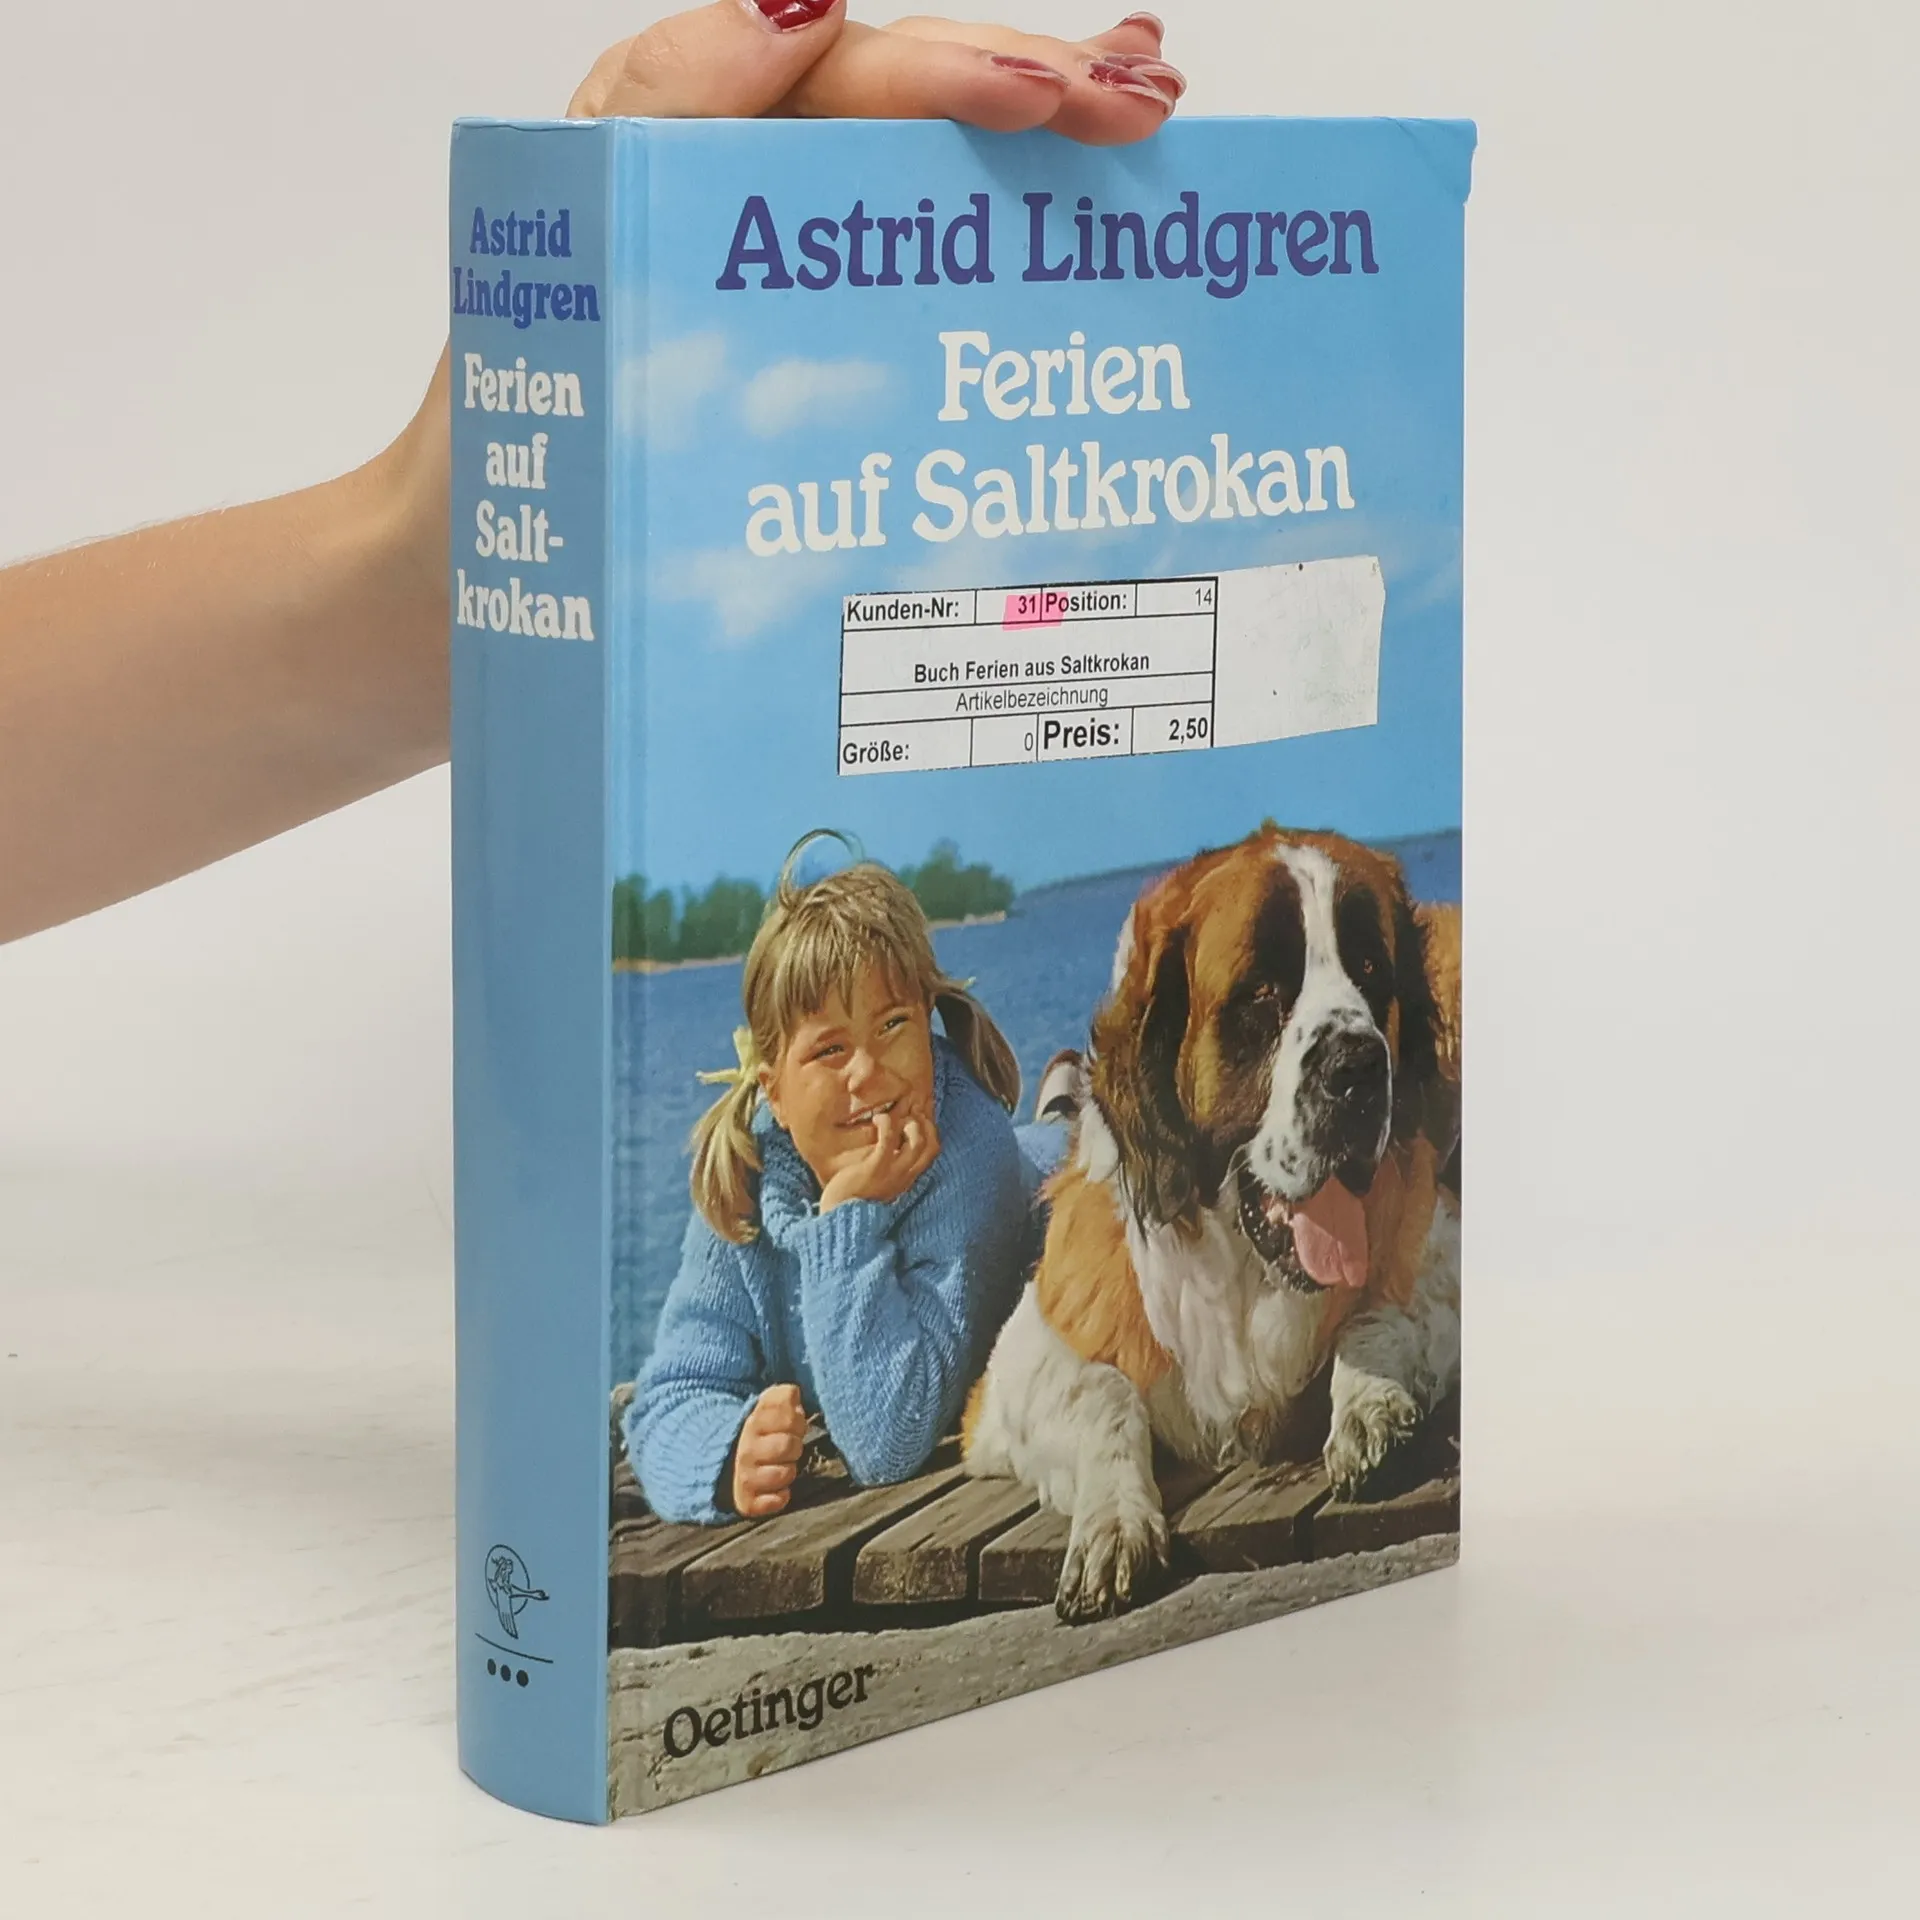 Astrid
Lindgren
Ferien
auf
Salt-
krokan
Astrid Lindgren
Ferien
auf Saltkrokan
Kunden-Nr: 31 Position: 14
Buch Ferien aus Saltkrokan
Artikelbezeichnung
Größe: 0 Preis: 2,50
Oetinger